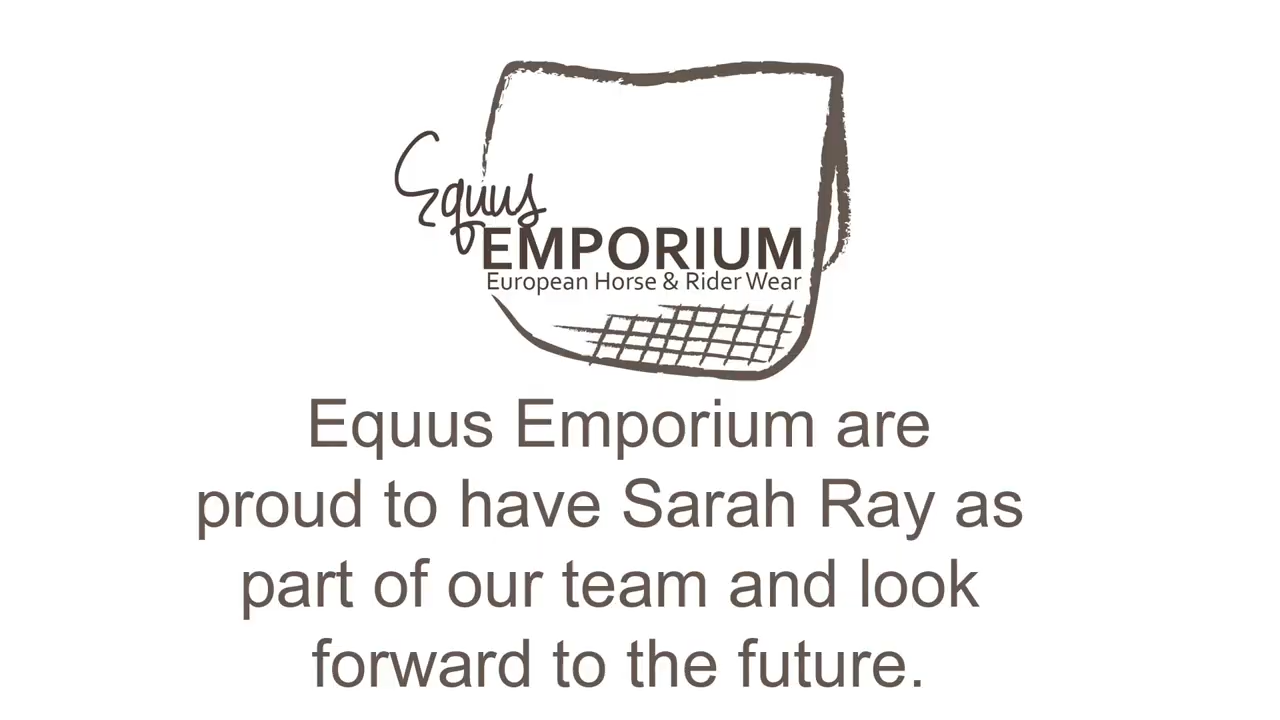 Equus
EMPORIUM
European Horse & Rider Wear
Equus Emporium are
proud to have Sarah Ray as
part of our team and look
forward to the future.